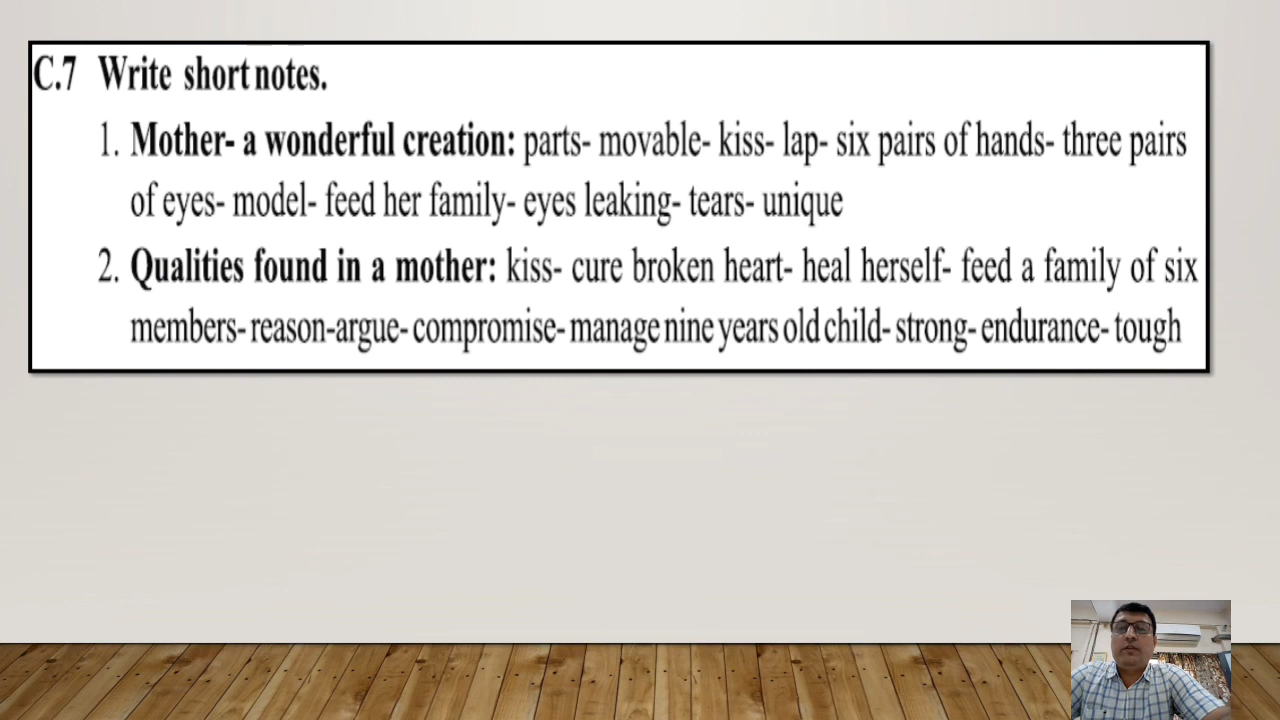 C.7 Write short notes.
1. Mother- a wonderful creation: parts- movable- kiss- lap- six pairs of hands- three pairs
of eyes- model- feed her family- eyes leaking- tears- unique
2. Qualities found in a mother: kiss- cure broken heart- heal herself- feed a family of six
members- reason-argue- compromise- manage nine years old child- strong- endurance- tough